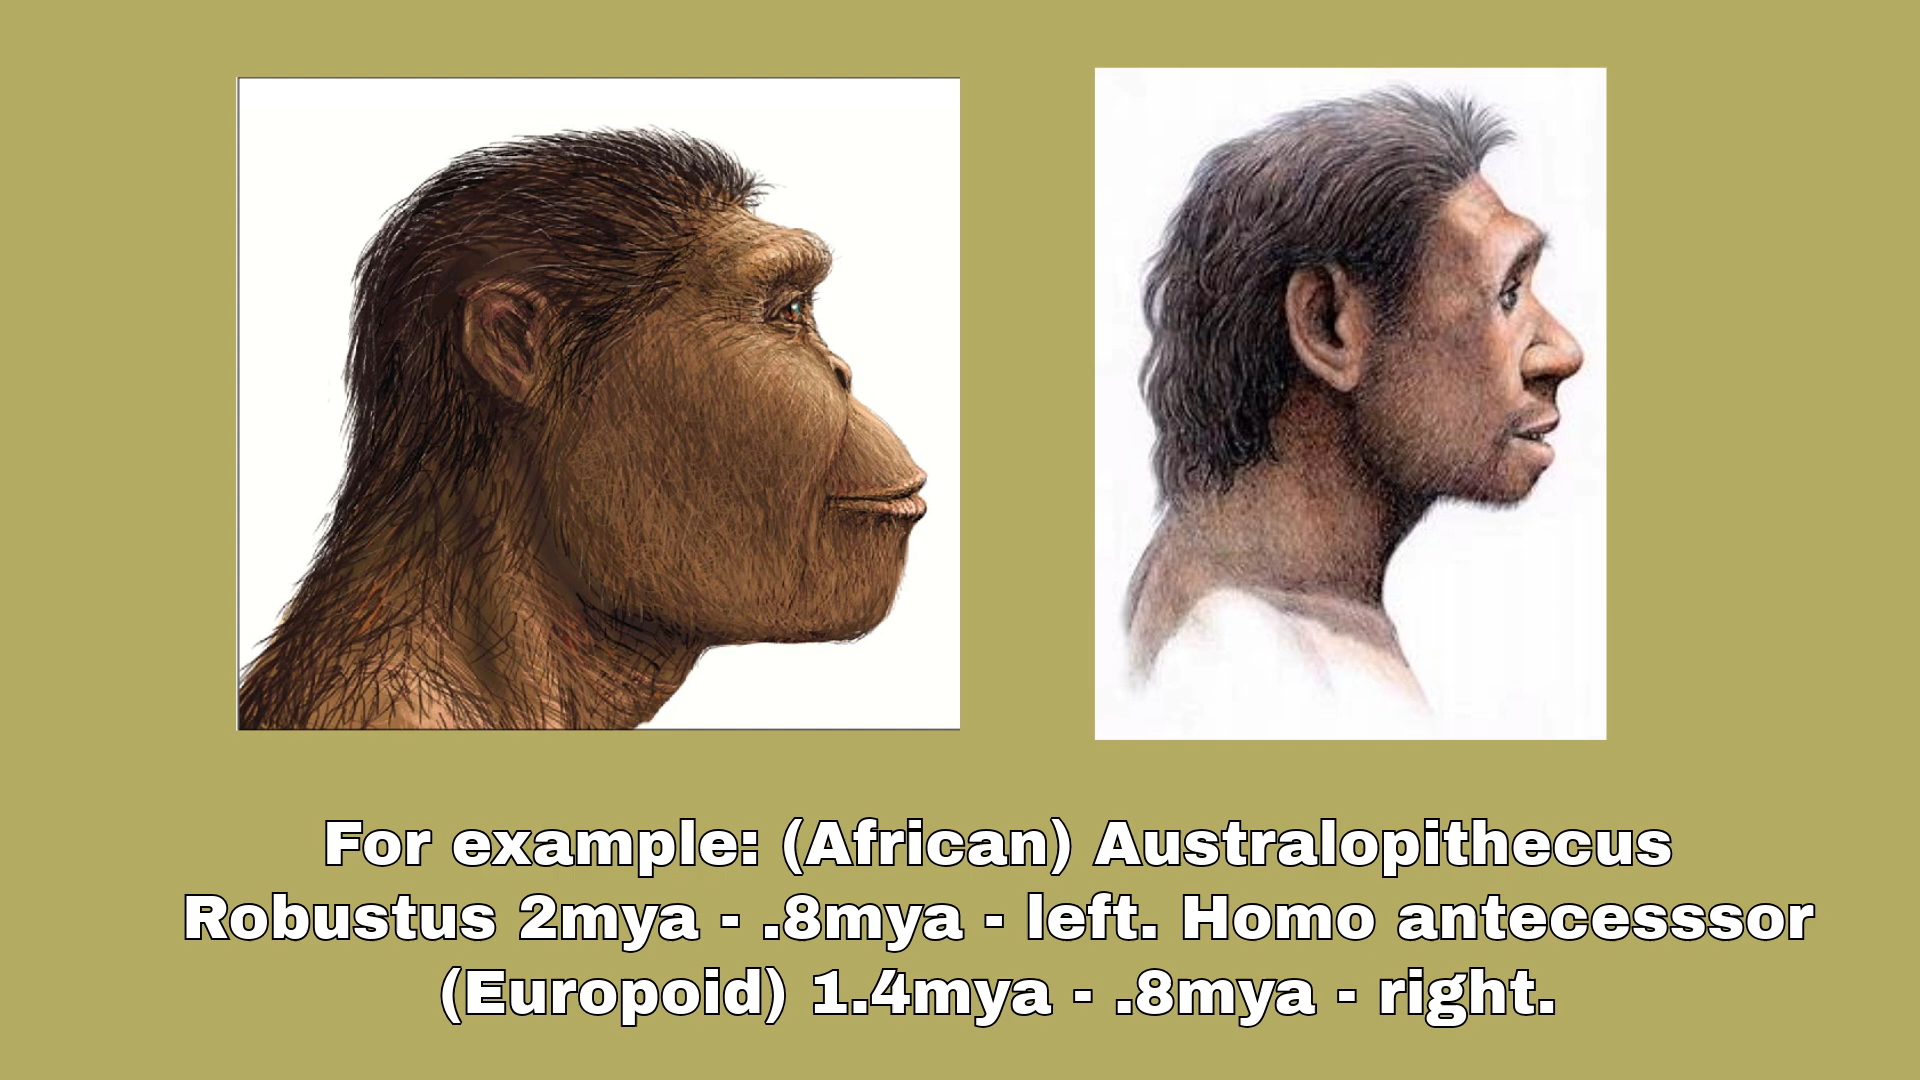 For example: (African) Australopithecus
Robustus 2mya - .8mya - left. Homo antecesssor
(Europoid) 1.4mya - .8mya - right.